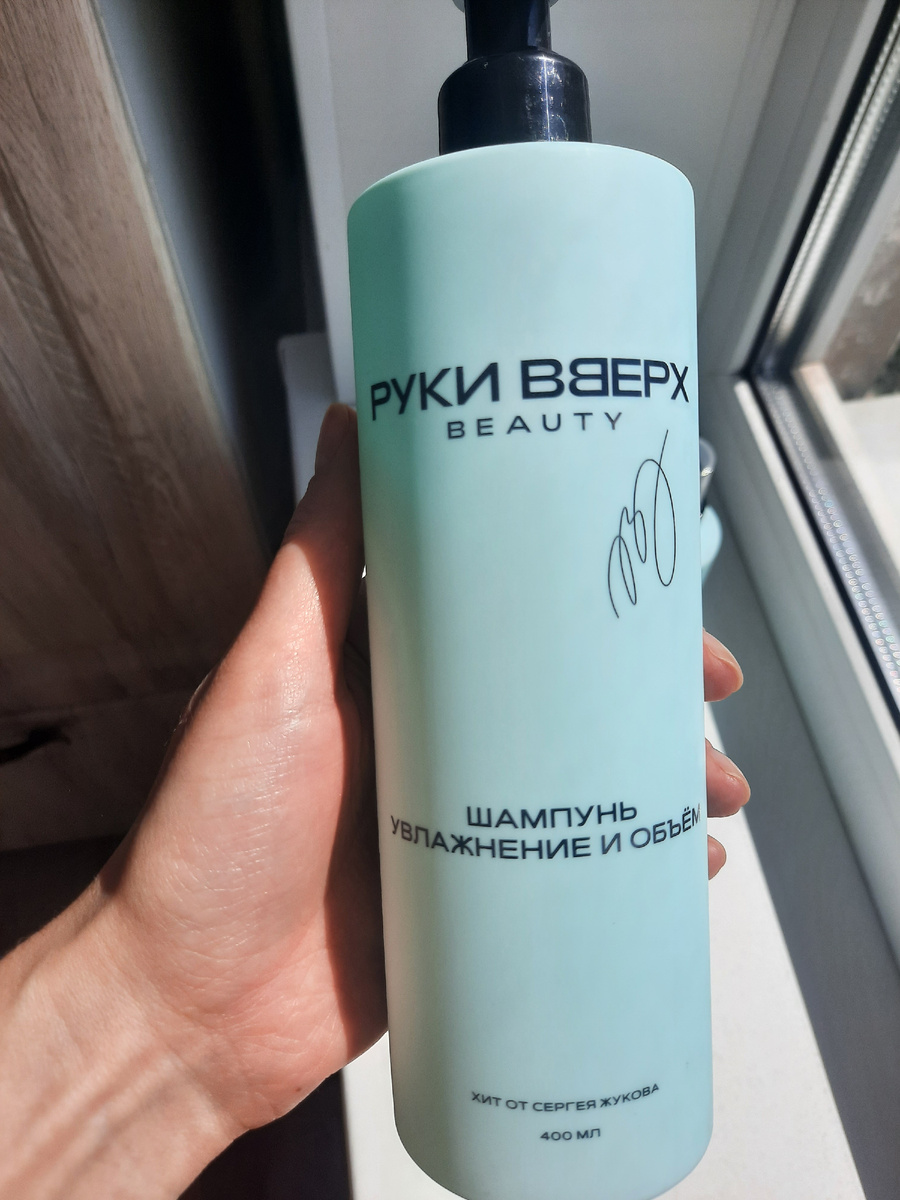 РУКИ ВВЕРХ
BEAUTY
ШАМПУНЬ
УВЛАЖНЕНИЕ И ОБЪЁМ
ХИТ ОТ СЕРГЕЯ ЖУКОВА
400 МЛ